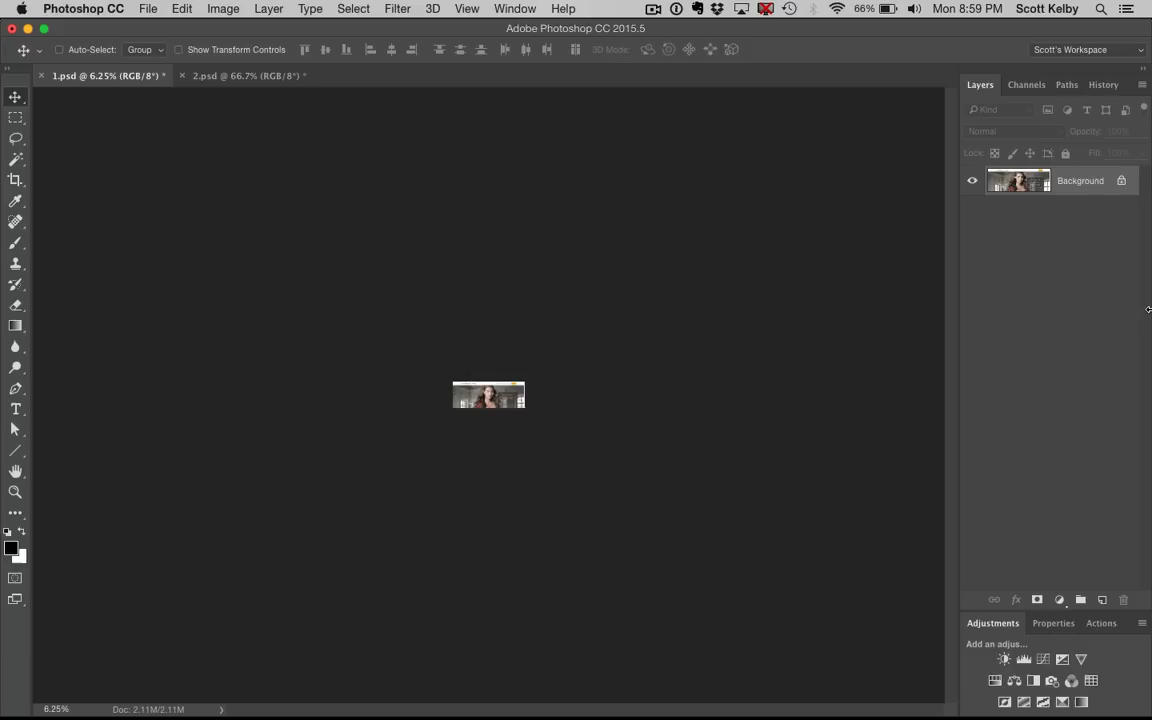 Photoshop CC File Edit Image Layer Type Select Filter 3D View Window Help 66% Mon 8:59 PM Scott Kelby
Adobe Photoshop CC 2015.5
Auto-Select: Group Show Transform Controls 3D Mode: Scott's Workspace
1.psd @ 6.25% (RGB/8*) * 2.psd @ 66.7% (RGB/8*) *
Layers Channels Paths History
Kind
Normal Opacity: 100%
Lock: Fill: 100%
Background
Adjustments Properties Actions
Add an adjus...
6.25% Doc: 2.11M/2.11M